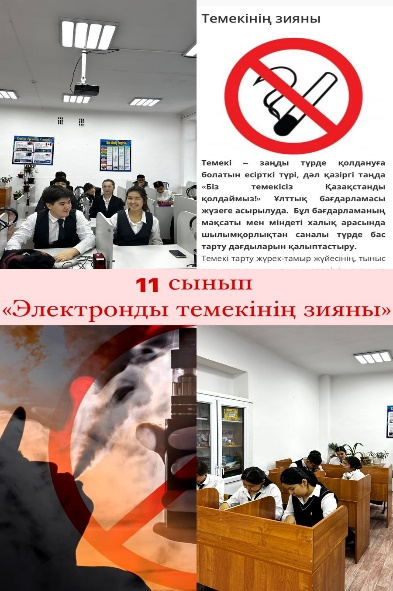 Темекінің зияны
Темекі – заңды түрде қолдануға
болатын есірткі түрі, дәл қазіргі таңда
«Біз темекісіз Қазақстанды
қолдаймыз!» Ұлттық бағдарламасы
жүзеге асырылуда. Бұл бағдарламаның
мақсаты мен міндеті халық арасында
шылымқорлықтан саналы түрде бас
тарту дағдыларын қалыптастыру.
Темекі тарту жүрек-тамыр жүйесінің, тыныс
11 сынып
«Электронды темекінің зияны»